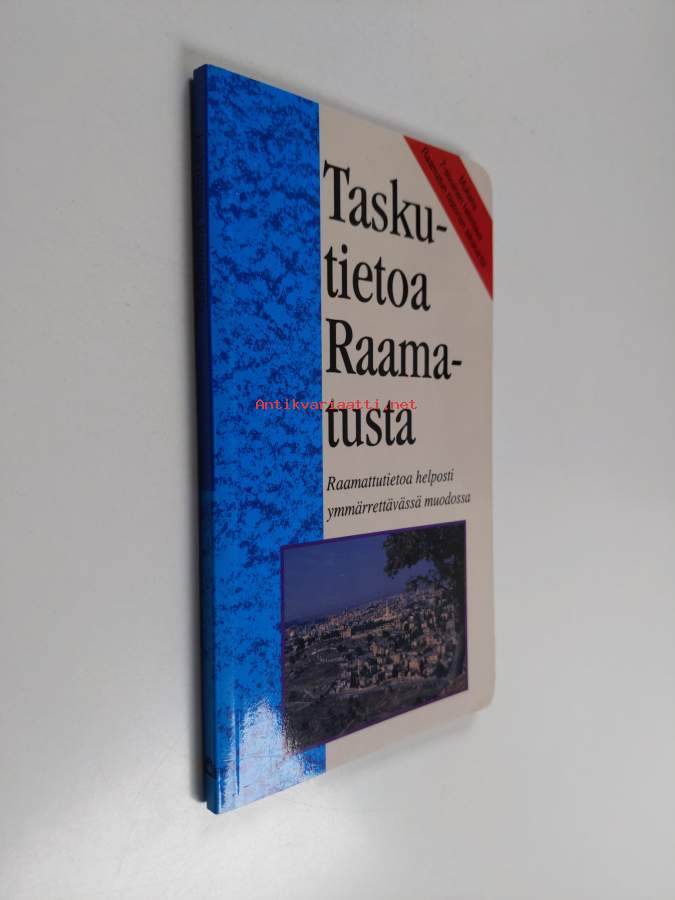 Tasku-
tietoa
Raama-
tusta
Antikvariaatti.net
Raamattutietoa helposti
ymmärrettävässä muodossa